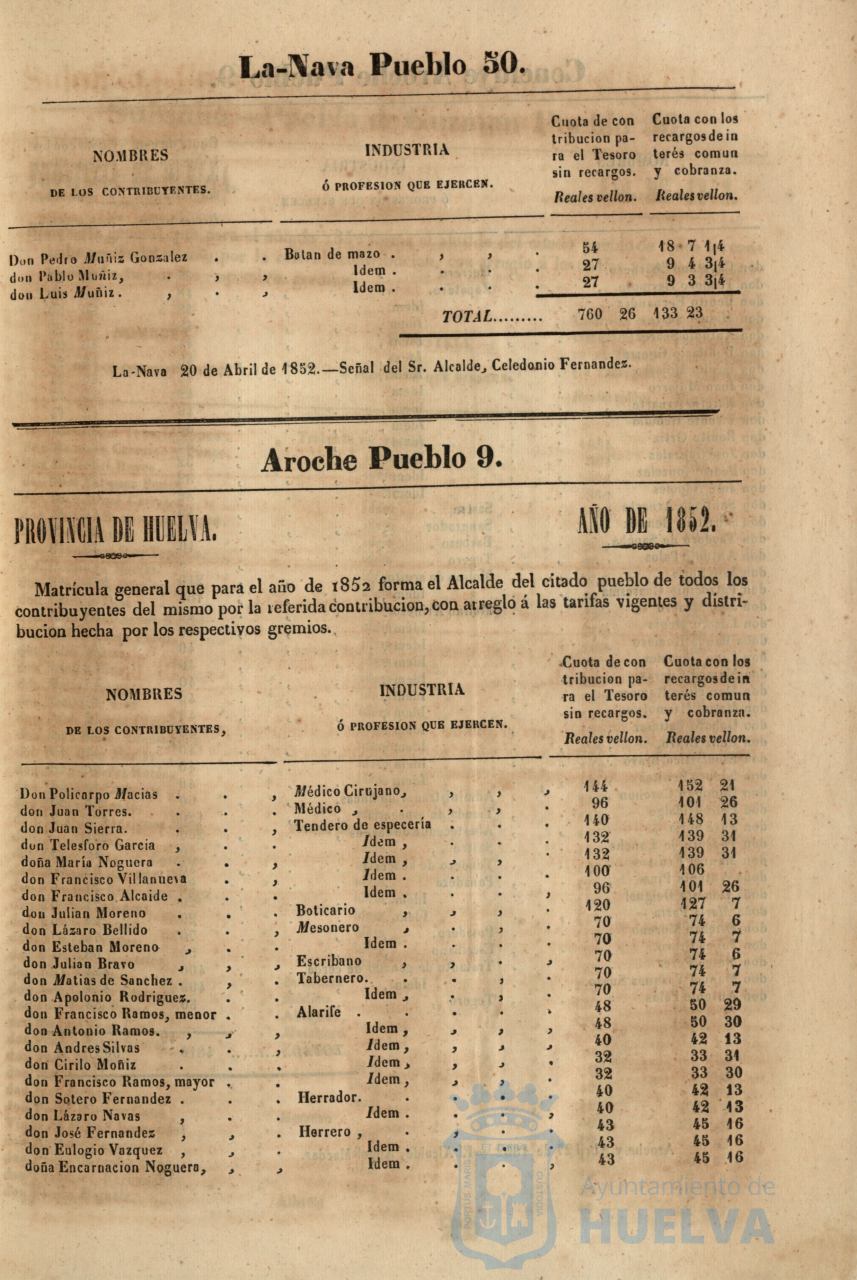 La-Nava Pueblo 50.
NOMBRES
DE LOS CONTRIBUYENTES.
INDUSTRIA
Ó PROFESION QUE EJERCEN.
Cuota de con
tribucion pa-
ra el Tesoro
sin recargos.
Reales vellon.
Cuota con los
recargos de in
terés comun
y cobranza.
Reales vellon.
Don Pedro Muñiz Gonzalez . . Batan de mazo . , , . 54 18 7 1¡4
don Pablo Muñiz, . , , Idem . . . . 27 9 4 3¡4
don Luis Muñiz . , . , Idem . . . . 27 9 3 3¡4
TOTAL......... 760 26 133 23
La-Nava 20 de Abril de 1852.—Señal del Sr. Alcalde, Celedonio Fernandez.
Aroche Pueblo 9.
PROVINCIA DE HUELVA. AÑO DE 1852.
Matrícula general que para el año de 1852 forma el Alcalde del citado pueblo de todos los
contribuyentes del mismo por la referida contribucion, con arreglo á las tarifas vigentes y distri-
bucion hecha por los respectivos gremios.
NOMBRES
DE LOS CONTRIBUYENTES,
INDUSTRIA
Ó PROFESION QUE EJERCEN.
Cuota de con
tribucion pa-
ra el Tesoro
sin recargos.
Reales vellon.
Cuota con los
recargos de in
terés comun
y cobranza.
Reales vellon.
Don Policarpo Macias . . , Médico Cirujano, , , , 144 152 21
don Juan Torres. . . . Médico , . , , . 96 101 26
don Juan Sierra. . . , Tendero de especería . . . 140 148 13
don Telesforo Garcia , . . Idem , . . . 132 139 31
doña María Noguera . . , Idem , , , . 132 139 31
don Francisco Villanueva . , Idem . . . . 100 106
don Francisco Alcaide . . . Idem . . . , 96 101 26
don Julian Moreno . . . Boticario , , , . 120 127 7
don Lázaro Bellido . . , Mesonero , . , . 70 74 6
don Esteban Moreno , . . Idem . . . . 70 74 7
don Julian Bravo , , , Escribano , , . , 70 74 6
don Matias de Sanchez . , . Tabernero. . . , . 70 74 7
don Apolonio Rodriguez. . . Idem , . , . 70 74 7
don Francisco Ramos, menor . . Alarife . . . . . 48 50 29
don Antonio Ramos. , , , Idem , , , , 48 50 30
don Andres Silvas . . , Idem , , , , 40 42 13
don Cirilo Moñiz . . . Idem , , , . 32 33 31
don Francisco Ramos, mayor . . Idem , , . . 32 33 30
don Sotero Fernandez . . . Herrador. . . . . 40 42 13
don Lázaro Navas , . . Idem . . . . 40 42 13
don José Fernandez , , . Herrero , . , . . 43 45 16
don Eulogio Vazquez , , . Idem . . . . 43 45 16
doña Encarnacion Noguera, , , Idem . . . , 43 45 16
Ayuntamiento de
HUELVA